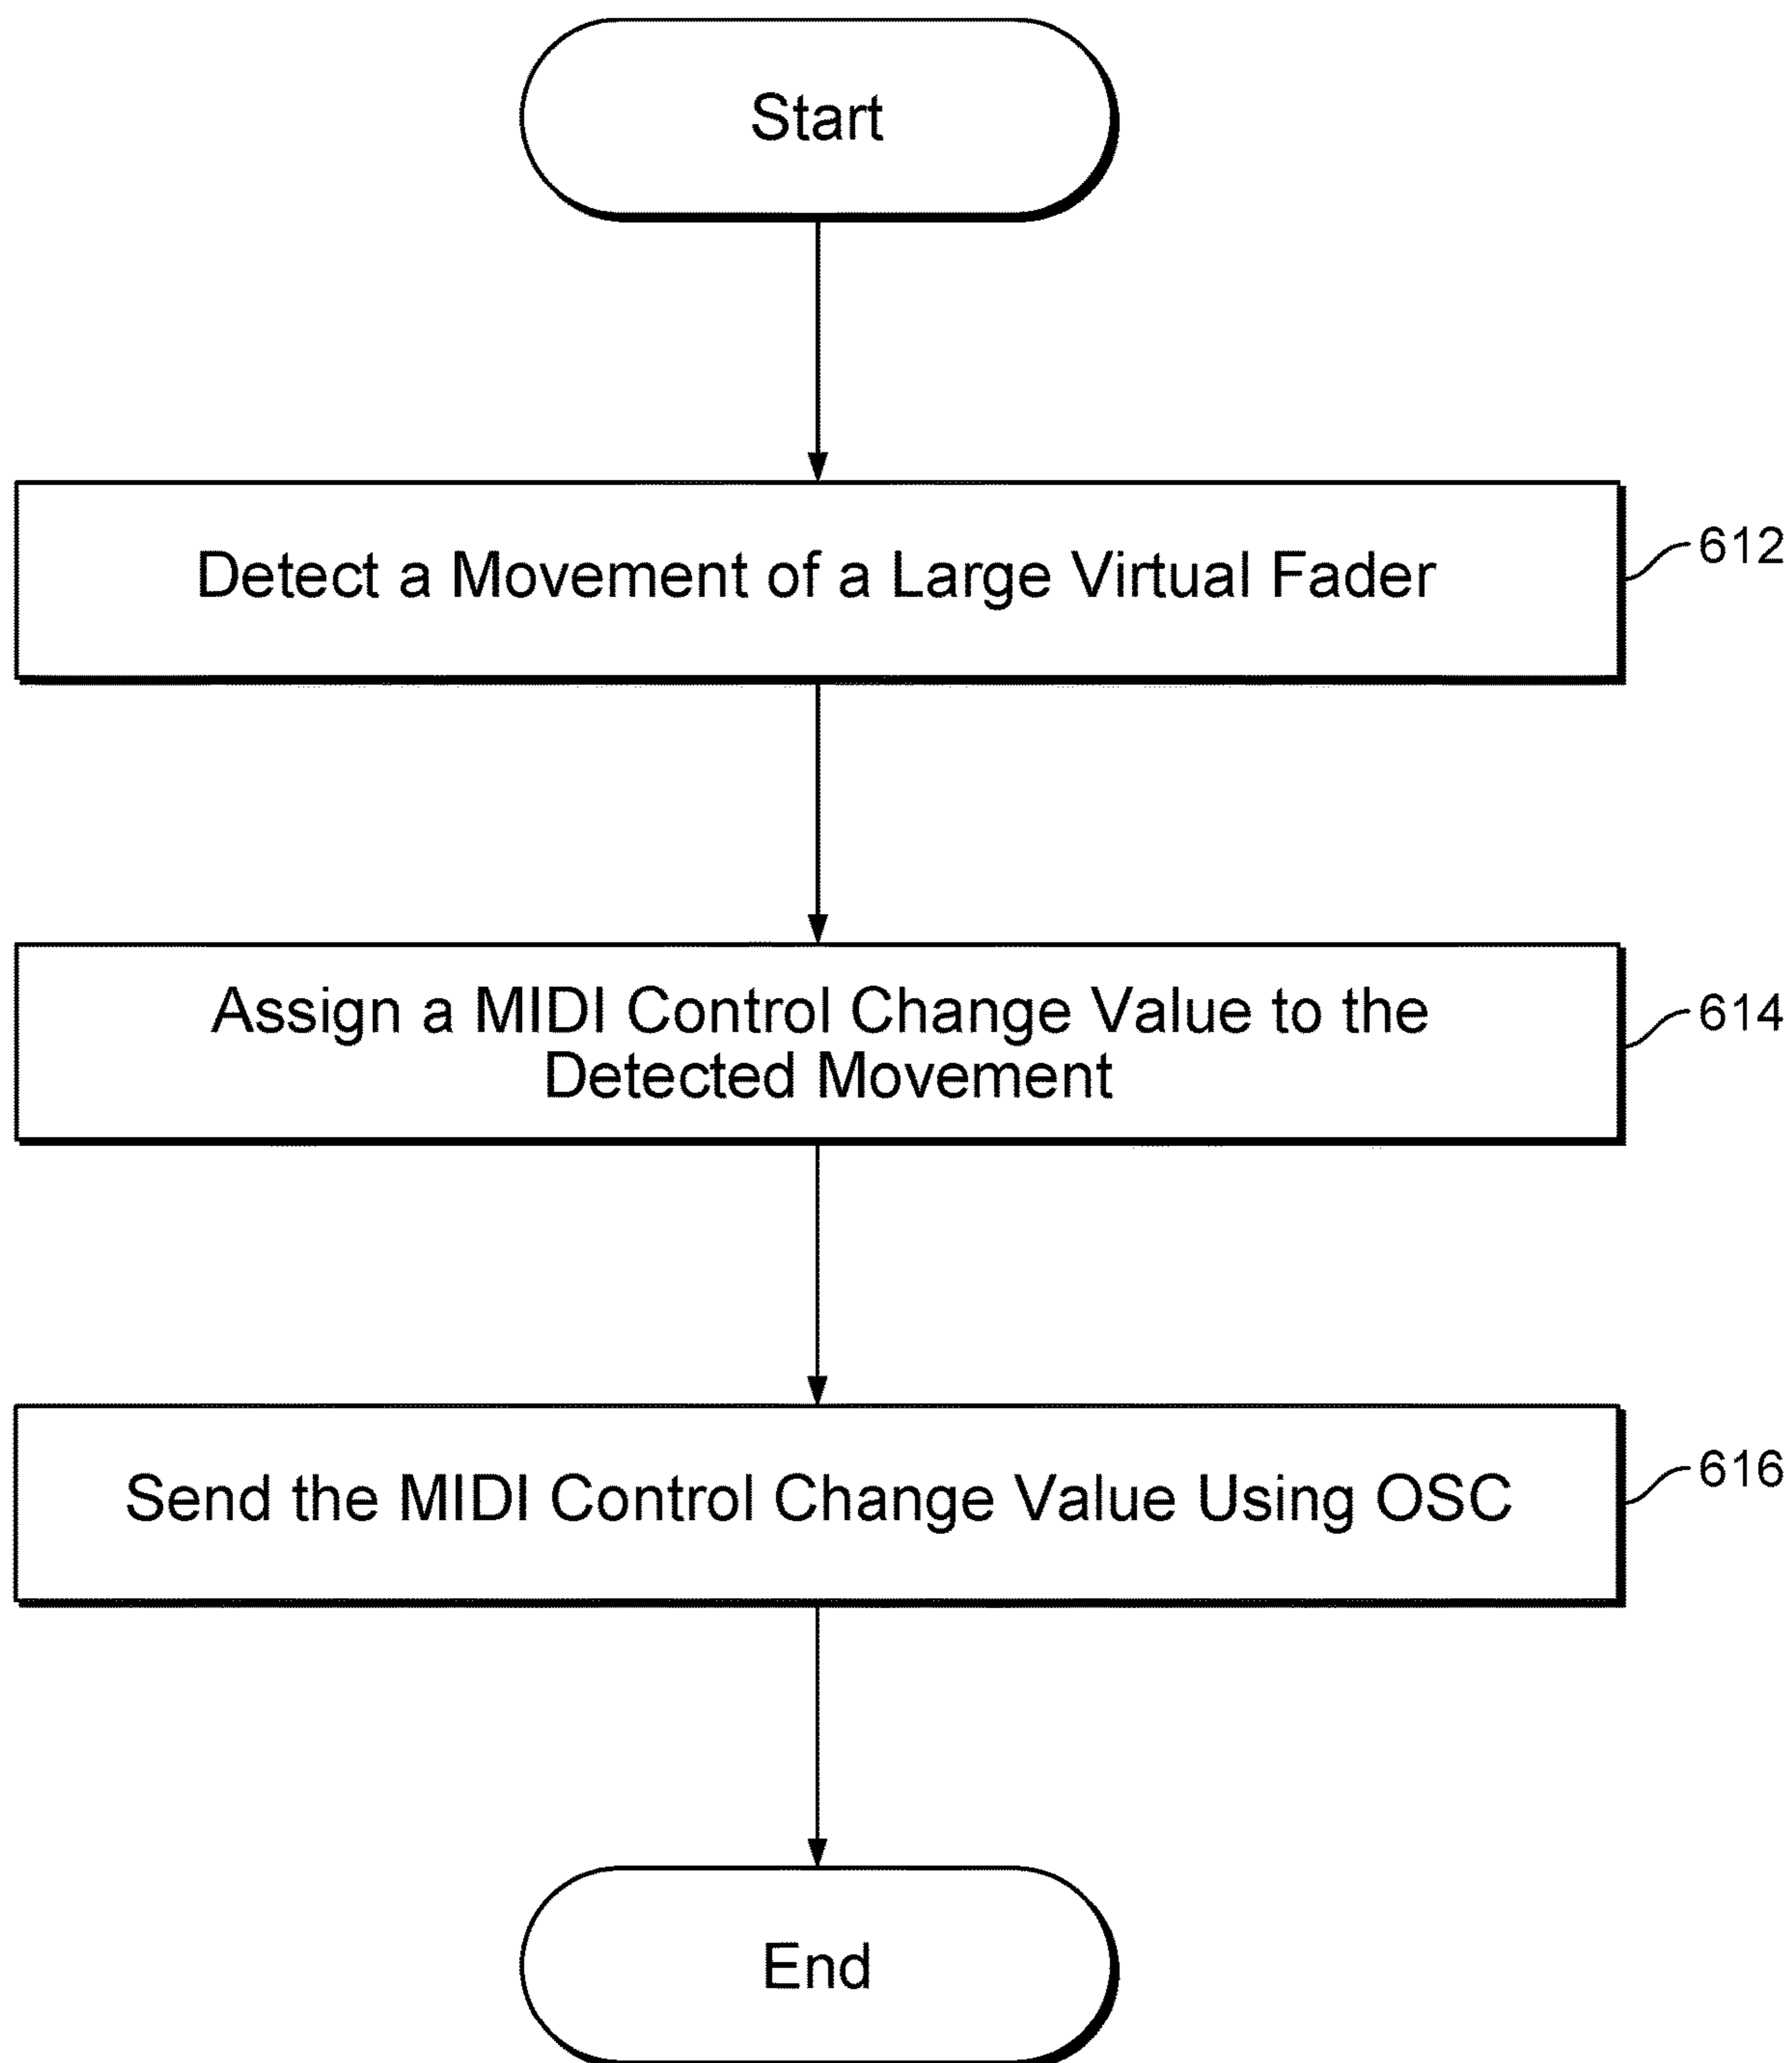 Start
Detect a Movement of a Large Virtual Fader
612
Assign a MIDI Control Change Value to the
Detected Movement
614
Send the MIDI Control Change Value Using OSC
616
End